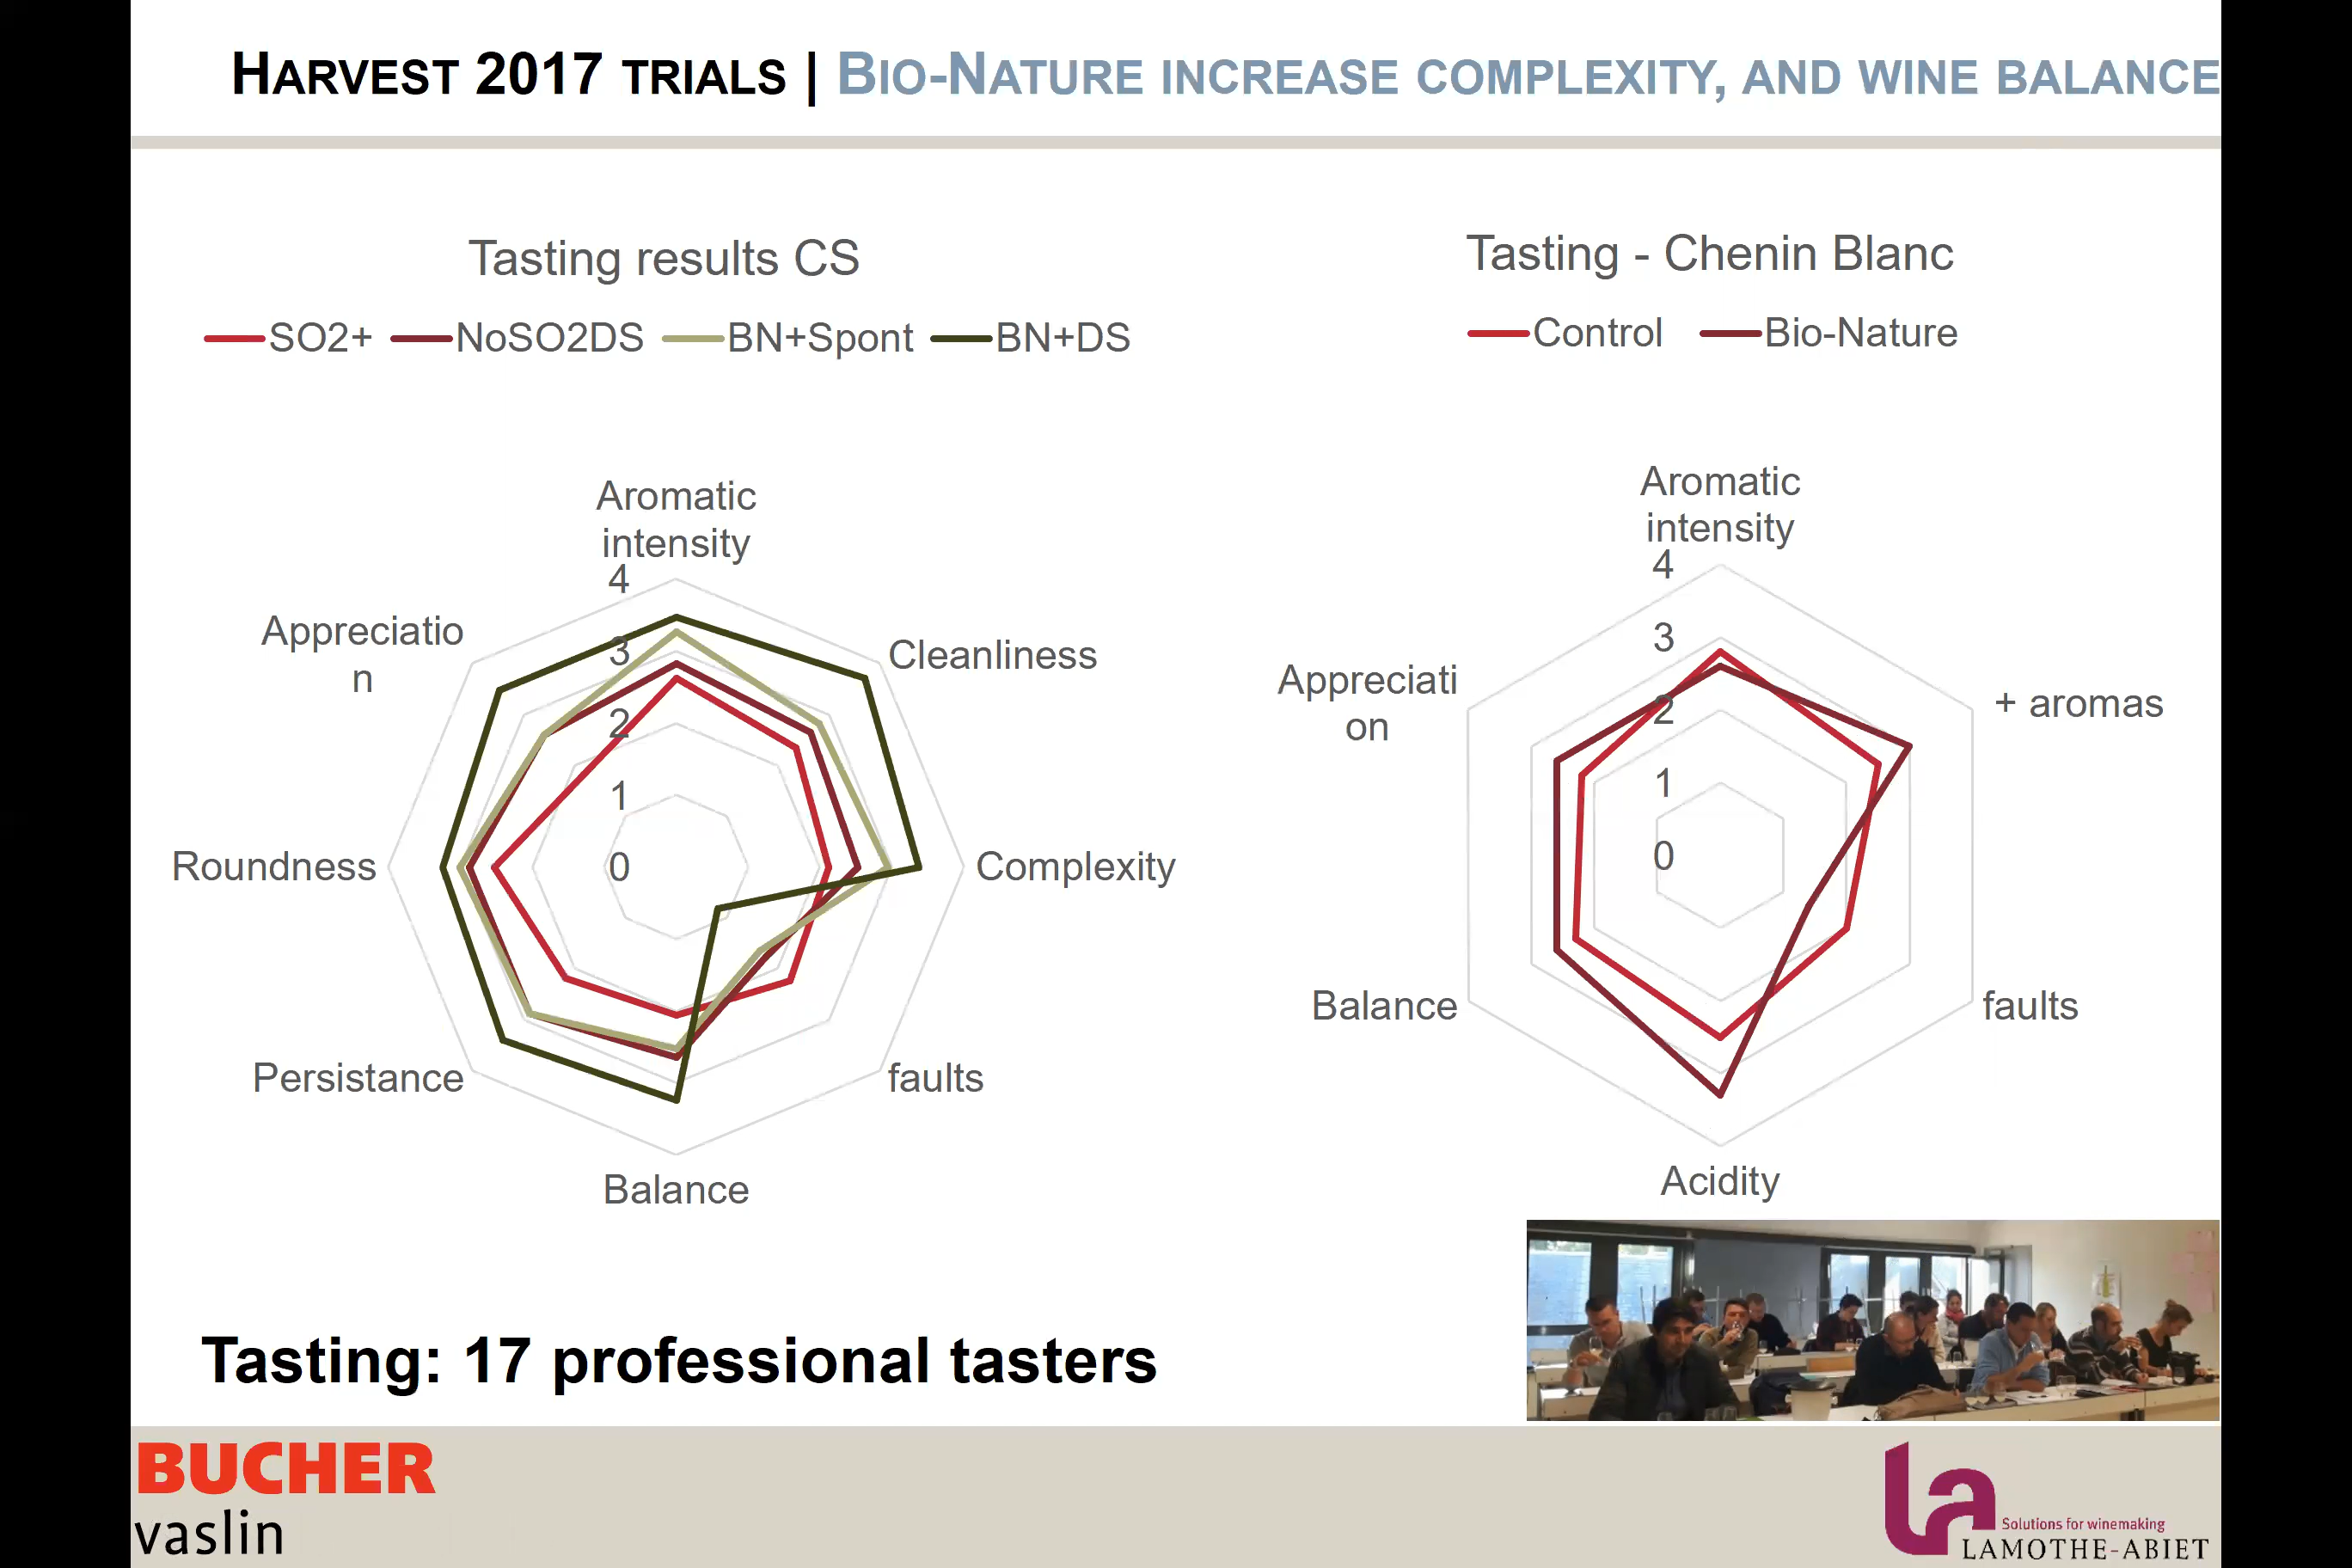 HARVEST 2017 TRIALS | BIO-NATURE INCREASE COMPLEXITY, AND WINE BALANCE
Tasting results CS
SO2+ NoSO2DS BN+Spont BN+DS
Aromatic
intensity
4
3
2
1
0
Cleanliness
Complexity
faults
Balance
Persistance
Roundness
Appreciatio
n
Tasting - Chenin Blanc
Control Bio-Nature
Aromatic
intensity
4
3
2
1
0
+ aromas
faults
Acidity
Balance
Appreciati
on
Tasting: 17 professional tasters
BUCHER
vaslin
la
Solutions for winemaking
LAMOTHE-ABIET